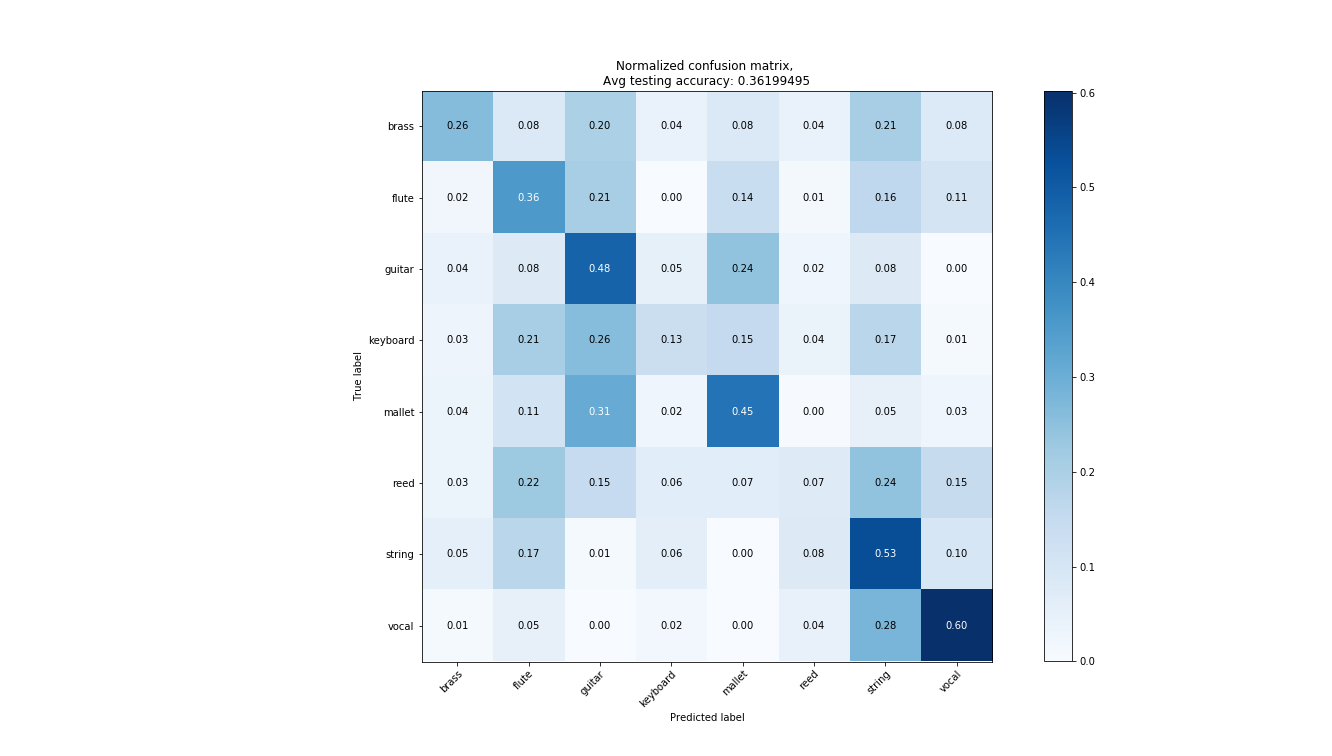 Normalized confusion matrix,
Avg testing accuracy: 0.36199495
brass 0.26 0.08 0.20 0.04 0.08 0.04 0.21 0.08
flute 0.02 0.36 0.21 0.00 0.14 0.01 0.16 0.11
guitar 0.04 0.08 0.48 0.05 0.24 0.02 0.08 0.00
keyboard 0.03 0.21 0.26 0.13 0.15 0.04 0.17 0.01
mallet 0.04 0.11 0.31 0.02 0.45 0.00 0.05 0.03
reed 0.03 0.22 0.15 0.06 0.07 0.07 0.24 0.15
string 0.05 0.17 0.01 0.06 0.00 0.08 0.53 0.10
vocal 0.01 0.05 0.00 0.02 0.00 0.04 0.28 0.60
True label
brass flute guitar keyboard mallet reed string vocal
Predicted label
0.6
0.5
0.4
0.3
0.2
0.1
0.0